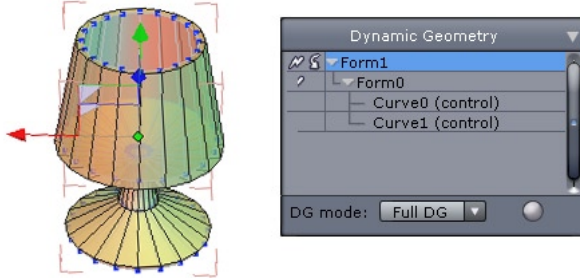 Dynamic Geometry
Form1
Form0
Curve0 (control)
Curve1 (control)
DG mode: Full DG